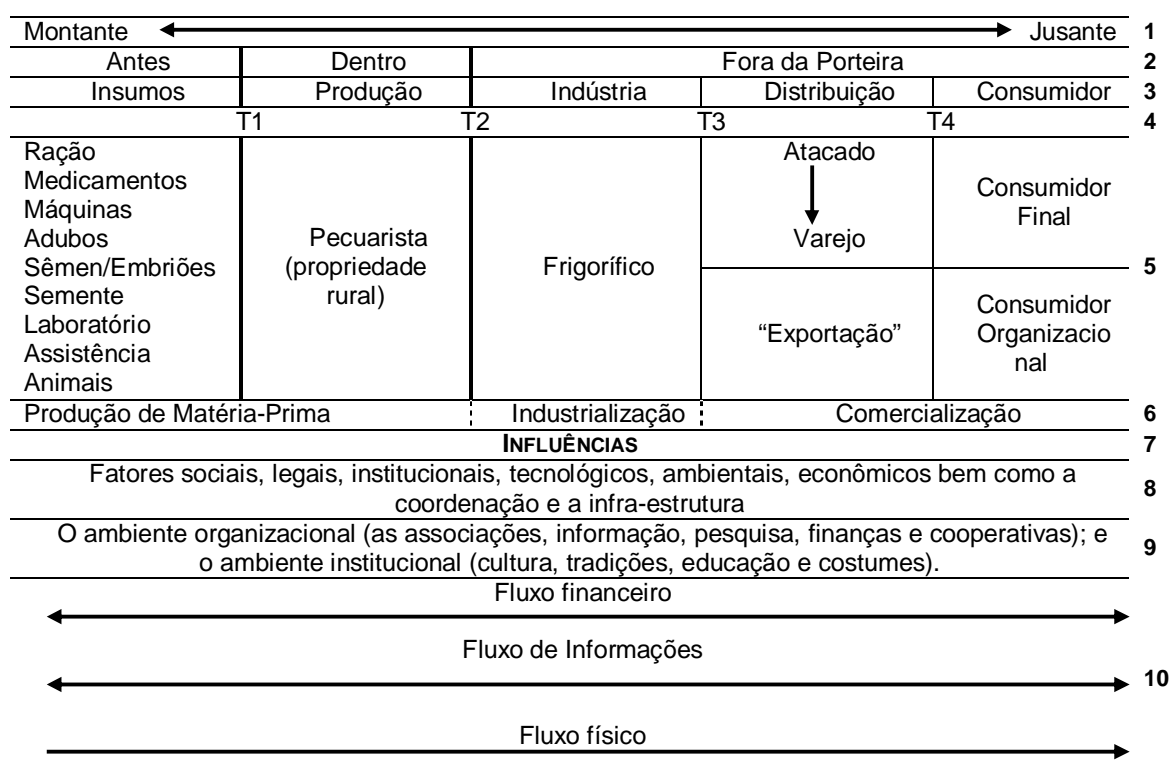 Montante Jusante 1
Antes Dentro Fora da Porteira 2
Insumos Produção Indústria Distribuição Consumidor 3
T1 T2 T3 T4 4
Ração
Medicamentos
Máquinas
Adubos
Sêmen/Embriões
Semente
Laboratório
Assistência
Animais
Pecuarista
(propriedade
rural)
Frigorífico
Atacado
Varejo
“Exportação”
Consumidor
Final
Consumidor
Organizacio
nal
5
Produção de Matéria-Prima Industrialização Comercialização 6
INFLUÊNCIAS 7
Fatores sociais, legais, institucionais, tecnológicos, ambientais, econômicos bem como a
coordenação e a infra-estrutura
8
O ambiente organizacional (as associações, informação, pesquisa, finanças e cooperativas); e
o ambiente institucional (cultura, tradições, educação e costumes).
9
Fluxo financeiro
Fluxo de Informações
10
Fluxo físico